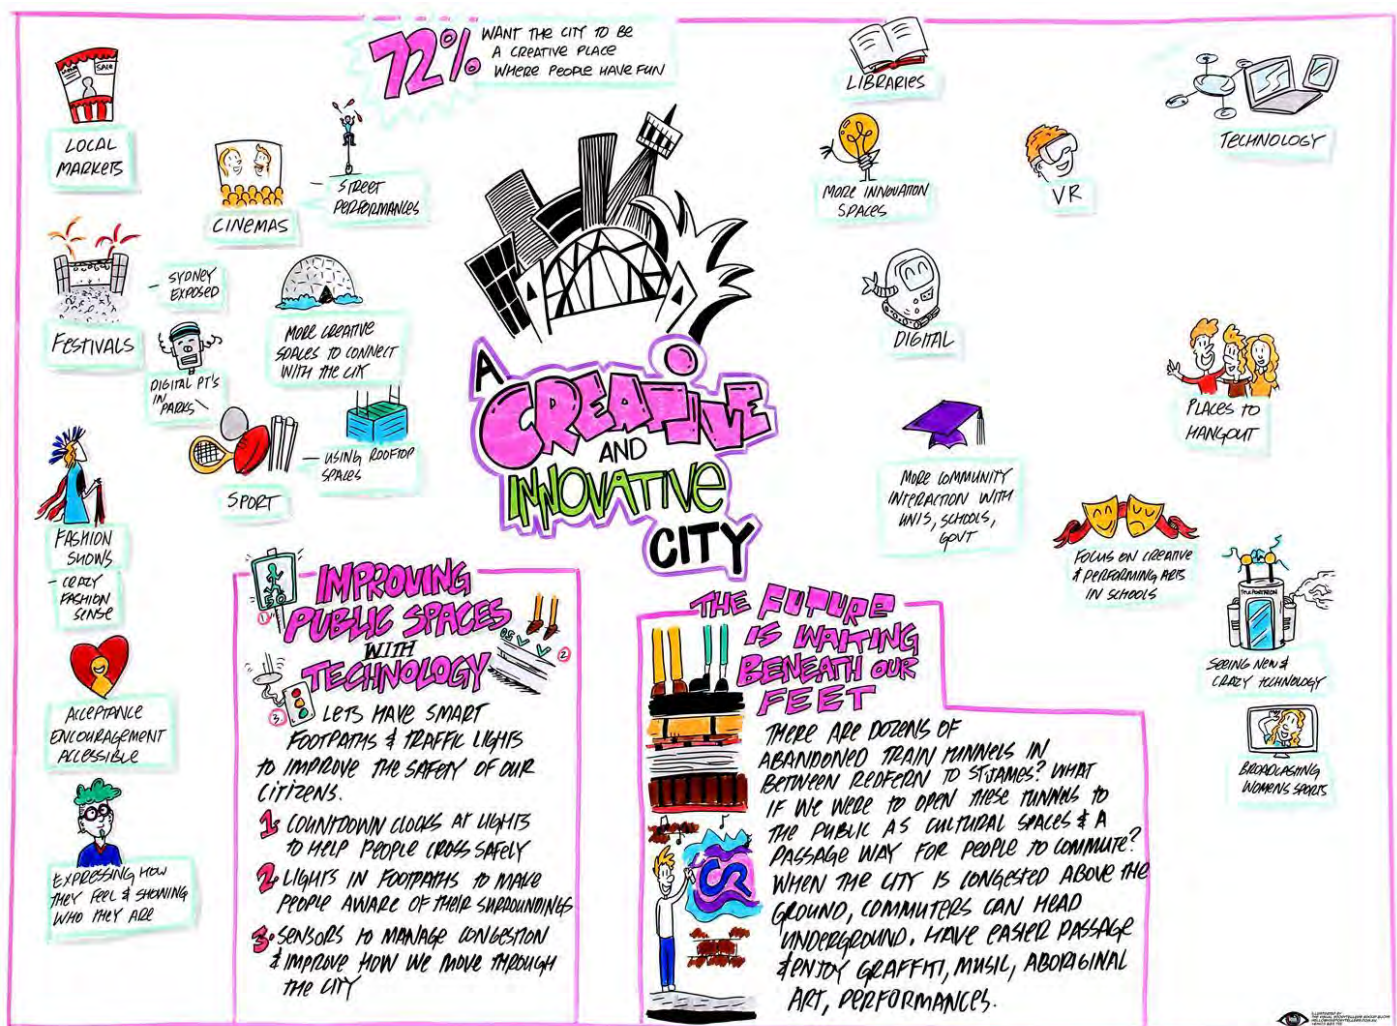 72%
WANT THE CITY TO BE
A CREATIVE PLACE
WHERE PEOPLE HAVE FUN
SALE
LOCAL
MARKETS
CINEMAS
- STREET
PERFORMANCES
FESTIVALS
- SYDNEY
EXPOSED
MORE CREATIVE
SPACES TO CONNECT
WITH THE CITY
DIGITAL PT'S
IN
PARKS
SPORT
- USING ROOFTOP
SPACES
FASHION
SHOWS
- CRAZY
FASHION
SENSE
ACCEPTANCE
ENCOURAGEMENT
ACCESSIBLE
EXPRESSING HOW
THEY FEEL & SHOWING
WHO THEY ARE
A
CREATIVE
AND
INNOVATIVE
CITY
LIBRARIES
MORE INNOVATION
SPACES
VR
TECHNOLOGY
DIGITAL
PLACES TO
HANGOUT
MORE COMMUNITY
INTERACTION WITH
UNIS, SCHOOLS,
GOVT
FOCUS ON CREATIVE
& PERFORMING ARTS
IN SCHOOLS
SEEING NEW &
CRAZY TECHNOLOGY
BROADCASTING
WOMENS SPORTS
IMPROVING
PUBLIC SPACES
WITH
TECHNOLOGY
1
2
3
LETS HAVE SMART
FOOTPATHS & TRAFFIC LIGHTS
TO IMPROVE THE SAFETY OF OUR
CITIZENS.
1. COUNTDOWN CLOCKS AT LIGHTS
TO HELP PEOPLE CROSS SAFELY
2. LIGHTS IN FOOTPATHS TO MAKE
PEOPLE AWARE OF THEIR SURROUNDINGS
3. SENSORS TO MANAGE CONGESTION
& IMPROVE HOW WE MOVE THROUGH
THE CITY
THE FUTURE
IS WAITING
BENEATH OUR
FEET
THERE ARE DOZENS OF
ABANDONED TRAIN TUNNELS IN
BETWEEN REDFERN TO ST JAMES? WHAT
IF WE WERE TO OPEN THESE TUNNELS TO
THE PUBLIC AS CULTURAL SPACES & A
PASSAGE WAY FOR PEOPLE TO COMMUTE?
WHEN THE CITY IS CONGESTED ABOVE THE
GROUND, COMMUTERS CAN HEAD
UNDERGROUND. HAVE EASIER PASSAGE
& ENJOY GRAFFITI, MUSIC, ABORIGINAL
ART, PERFORMANCES.